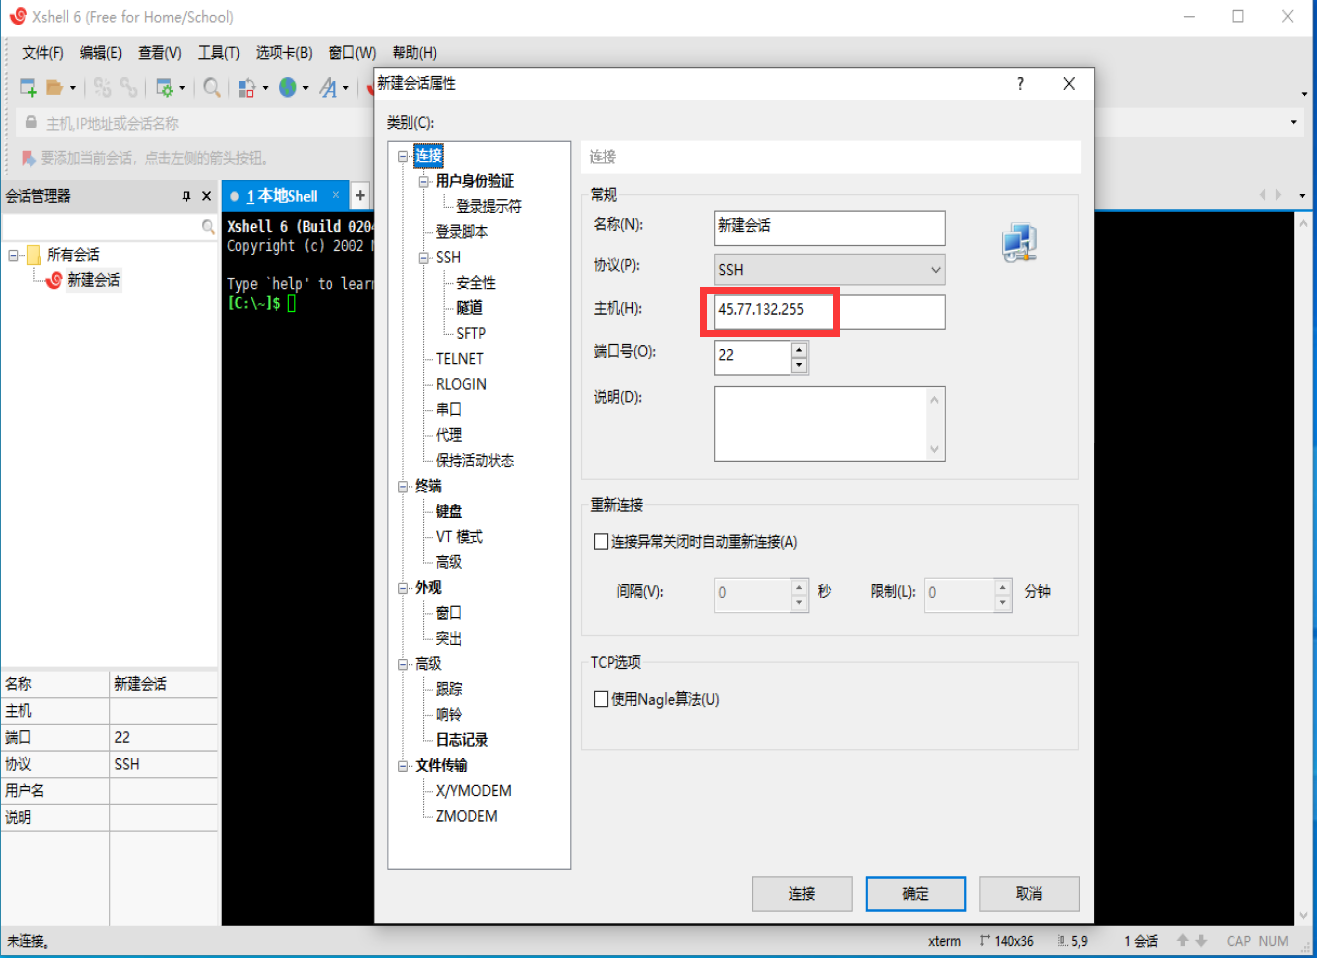 Xshell 6 (Free for Home/School)
文件(F) 编辑(E) 查看(V) 工具(T) 选项卡(B) 窗口(W) 帮助(H)
主机,IP地址或会话名称
要添加当前会话，点击左侧的箭头按钮。
会话管理器
1 本地Shell
所有会话
新建会话
Xshell 6 (Build 020
Copyright (c) 2002
Type `help' to lear
[C:\~]$
名称 新建会话
主机
端口 22
协议 SSH
用户名
说明
未连接。
xterm 140x36 5,9 1 会话 CAP NUM
新建会话属性
类别(C):
连接
用户身份验证
登录提示符
登录脚本
SSH
安全性
隧道
SFTP
TELNET
RLOGIN
串口
代理
保持活动状态
终端
键盘
VT 模式
高级
外观
窗口
突出
高级
跟踪
响铃
日志记录
文件传输
X/YMODEM
ZMODEM
连接
常规
名称(N): 新建会话
协议(P): SSH
主机(H): 45.77.132.255
端口号(O): 22
说明(D):
重新连接
连接异常关闭时自动重新连接(A)
间隔(V): 0 秒 限制(L): 0 分钟
TCP选项
使用Nagle算法(U)
连接 确定 取消